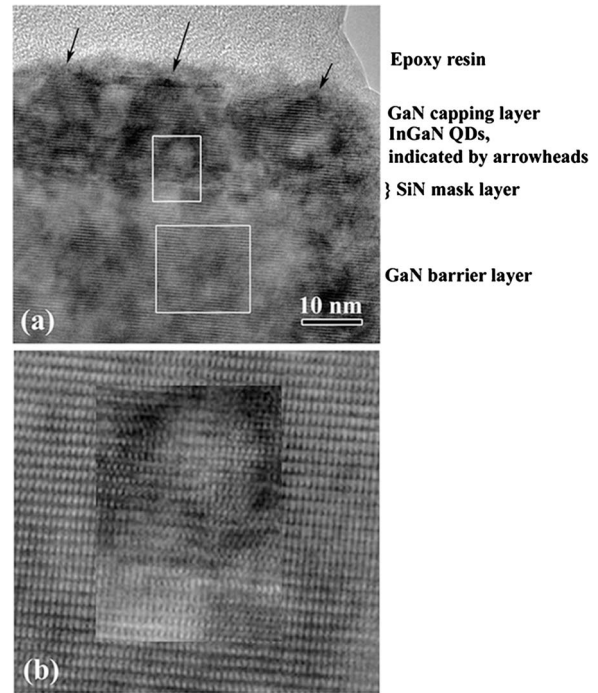 Epoxy resin
GaN capping layer
InGaN QDs,
indicated by arrowheads
} SiN mask layer
GaN barrier layer
(a)
10 nm
(b)